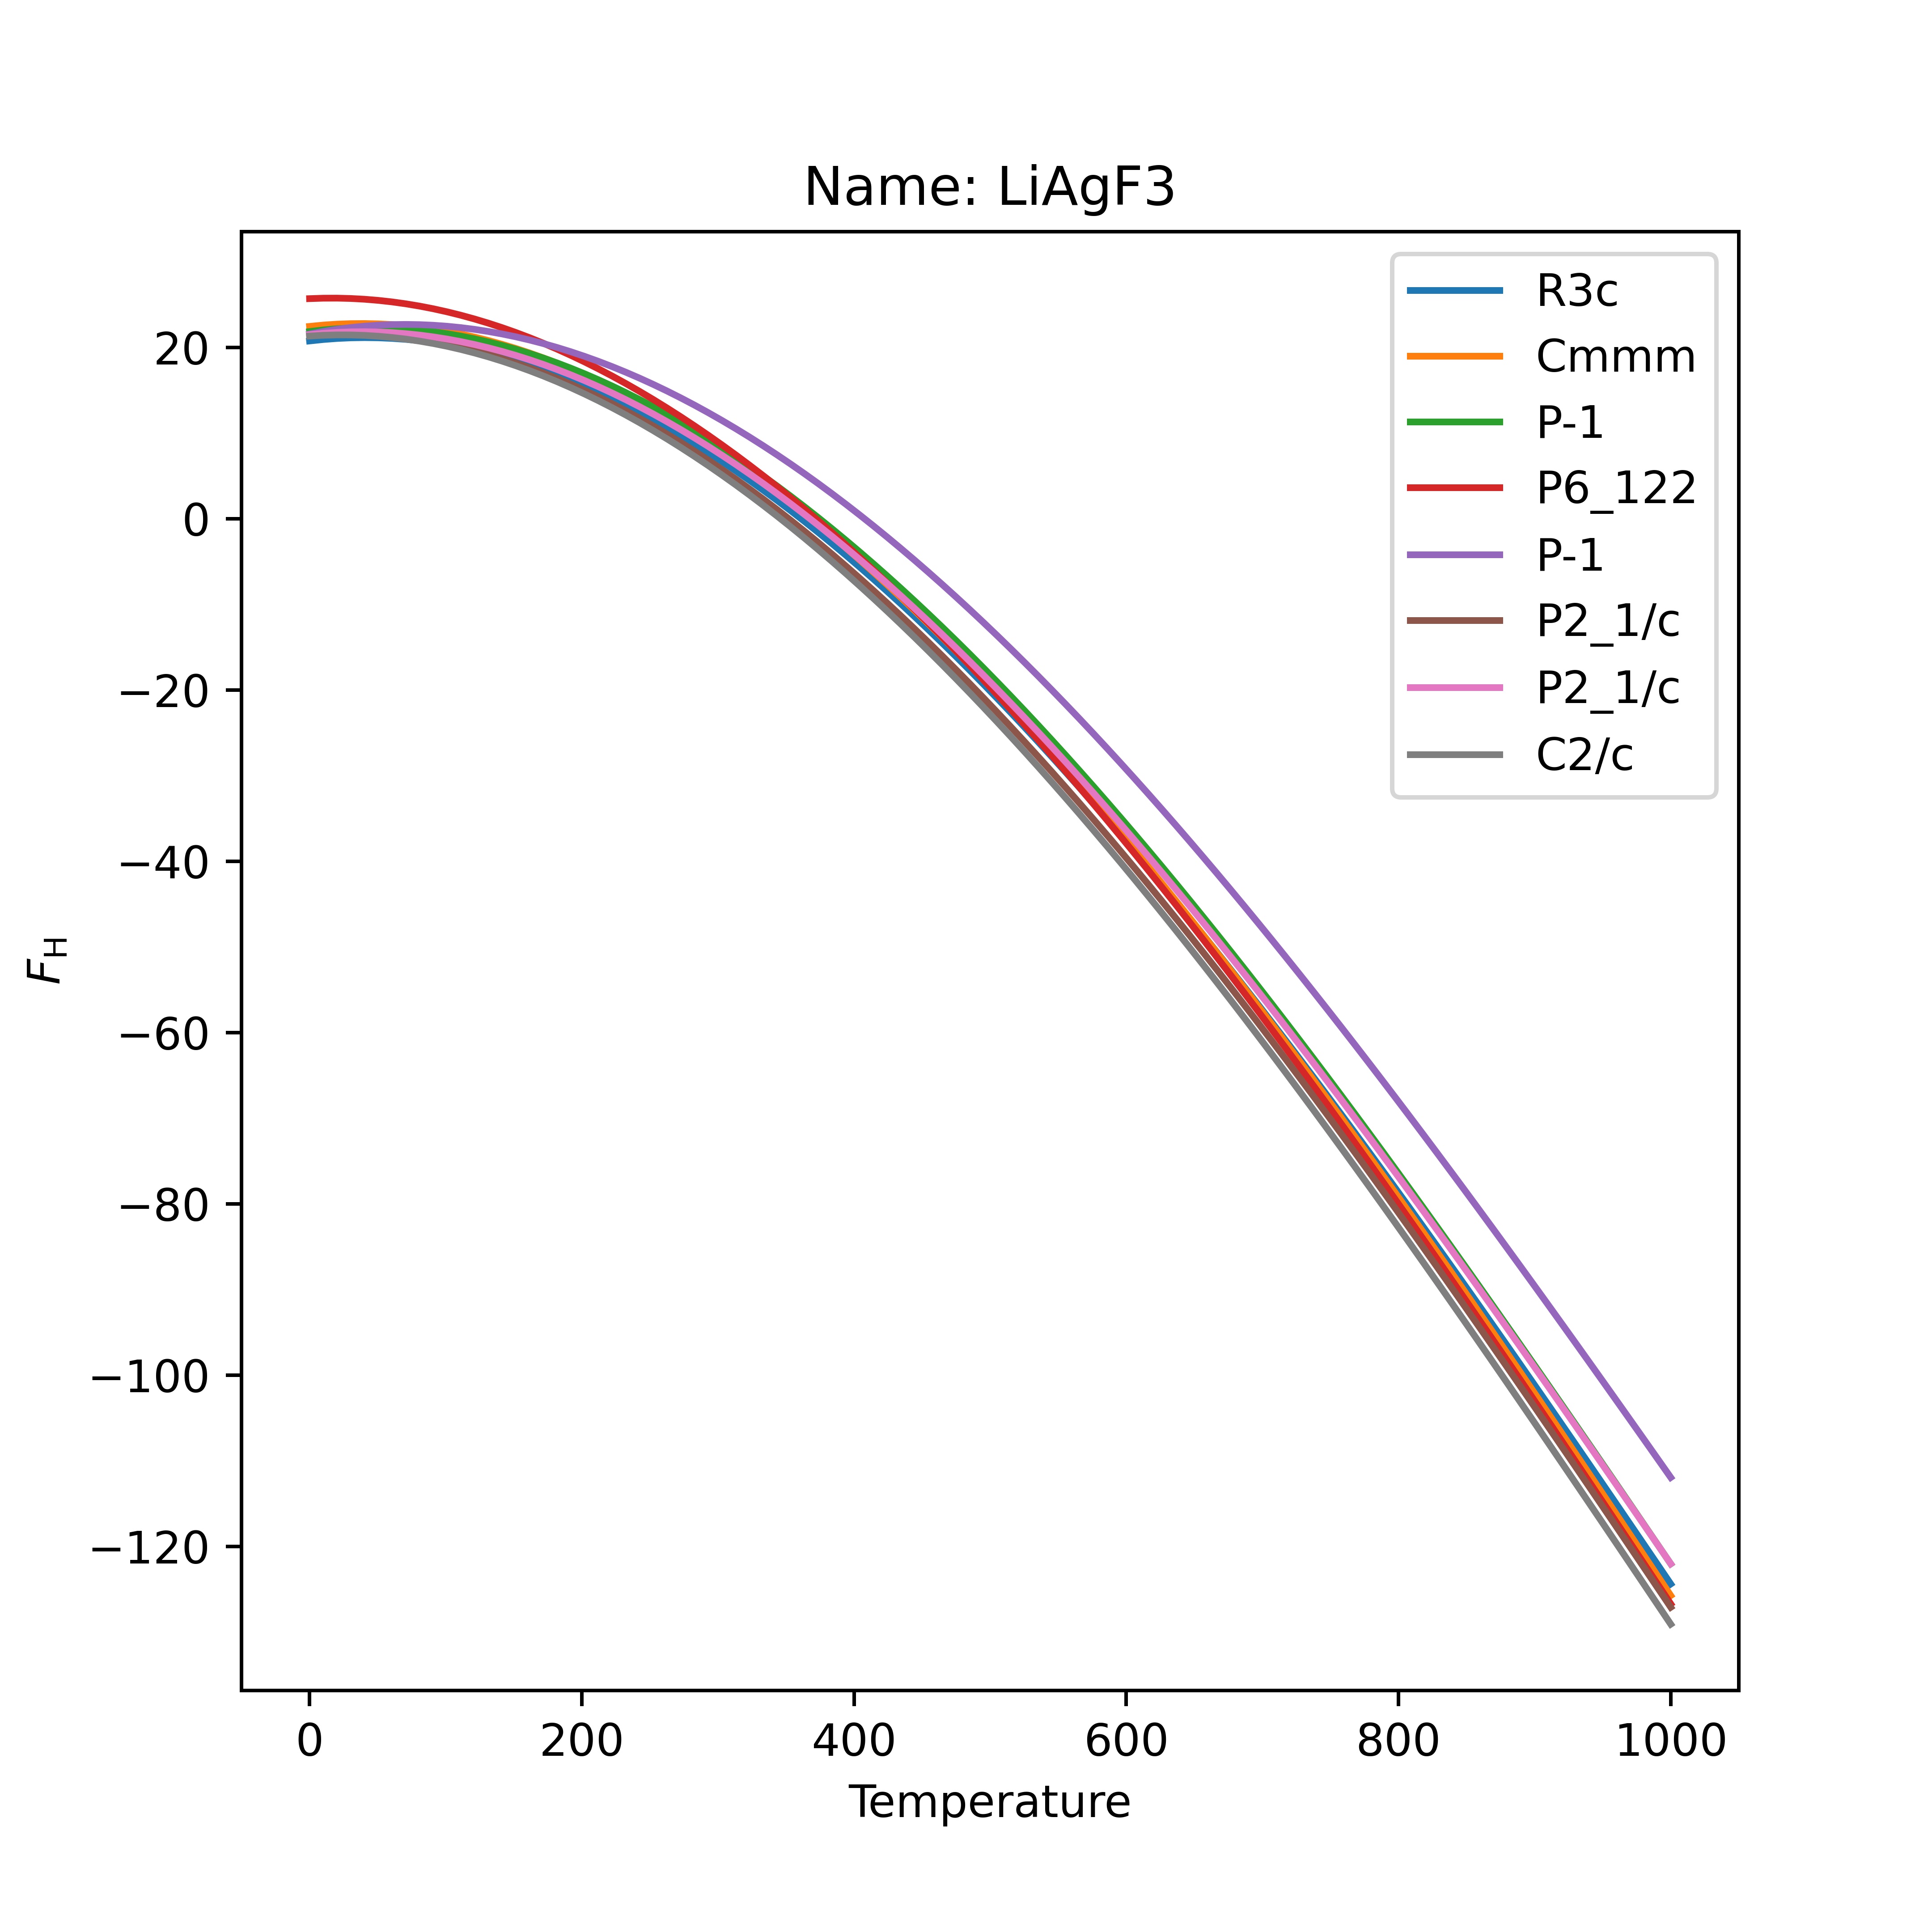 Name: LiAgF3
R3c
Cmmm
P-1
P6_122
P-1
P2_1/c
P2_1/c
C2/c
20
0
−20
−40
−60
−80
−100
−120
F_H
0 200 400 600 800 1000
Temperature